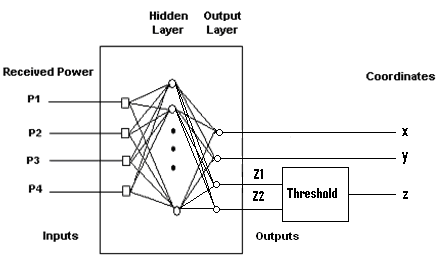 Hidden Layer
Output Layer
Received Power
Coordinates
P1
P2
P3
P4
x
y
Z1
Z2
Threshold
z
Inputs
Outputs